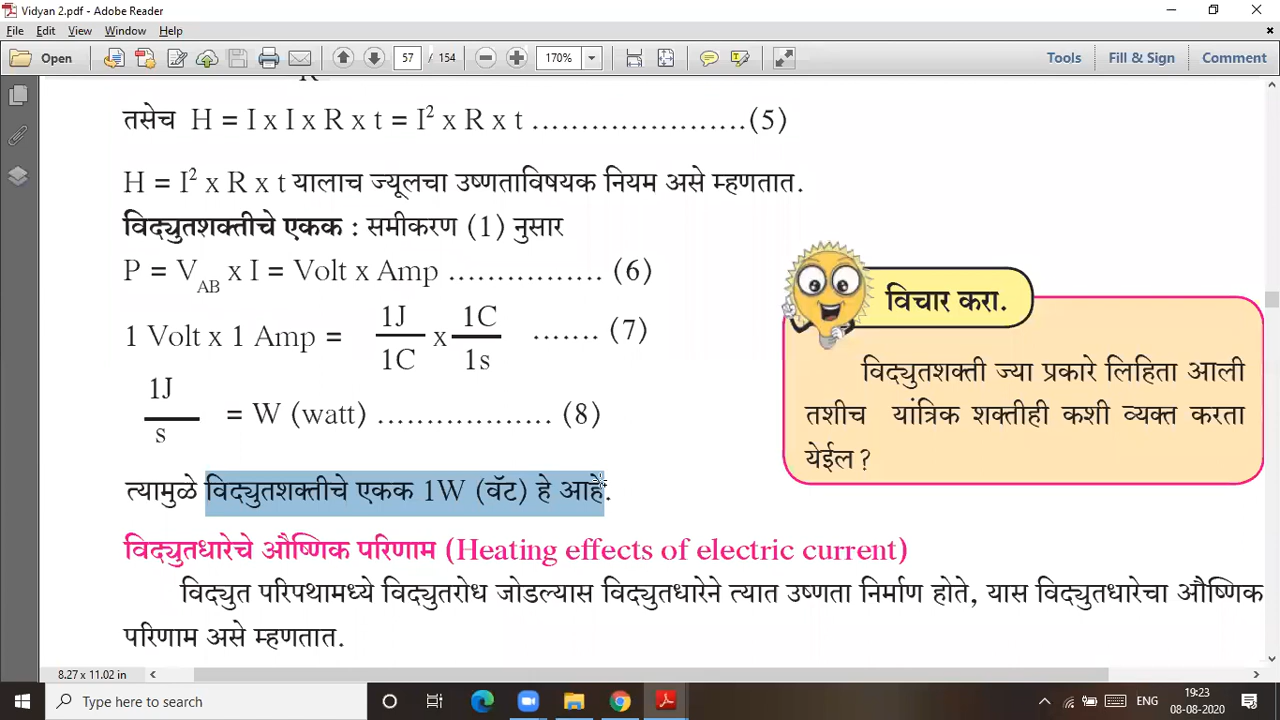 Vidyan 2.pdf - Adobe Reader
File Edit View Window Help
Open 57 / 154 170% Tools Fill & Sign Comment
तसेच H = I x I x R x t = I² x R x t ........................(5)
H = I² x R x t यालाच ज्यूलचा उष्णताविषयक नियम असे म्हणतात.
विद्युतशक्तीचे एकक : समीकरण (1) नुसार
P = V_AB x I = Volt x Amp ................ (6)
1 Volt x 1 Amp = 1J/1C x 1C/1s ....... (7)
1J/s = W (watt) .................. (8)
त्यामुळे विद्युतशक्तीचे एकक 1W (वॅट) हे आहे.
विचार करा.
विद्युतशक्ती ज्या प्रकारे लिहिता आली
तशीच यांत्रिक शक्तीही कशी व्यक्त करता
येईल?
विद्युतधारेचे औष्णिक परिणाम (Heating effects of electric current)
विद्युत परिपथामध्ये विद्युतरोध जोडल्यास विद्युतधारेने त्यात उष्णता निर्माण होते, यास विद्युतधारेचा औष्णिक
परिणाम असे म्हणतात.
8.27 x 11.02 in
Type here to search
ENG
19:23
08-08-2020